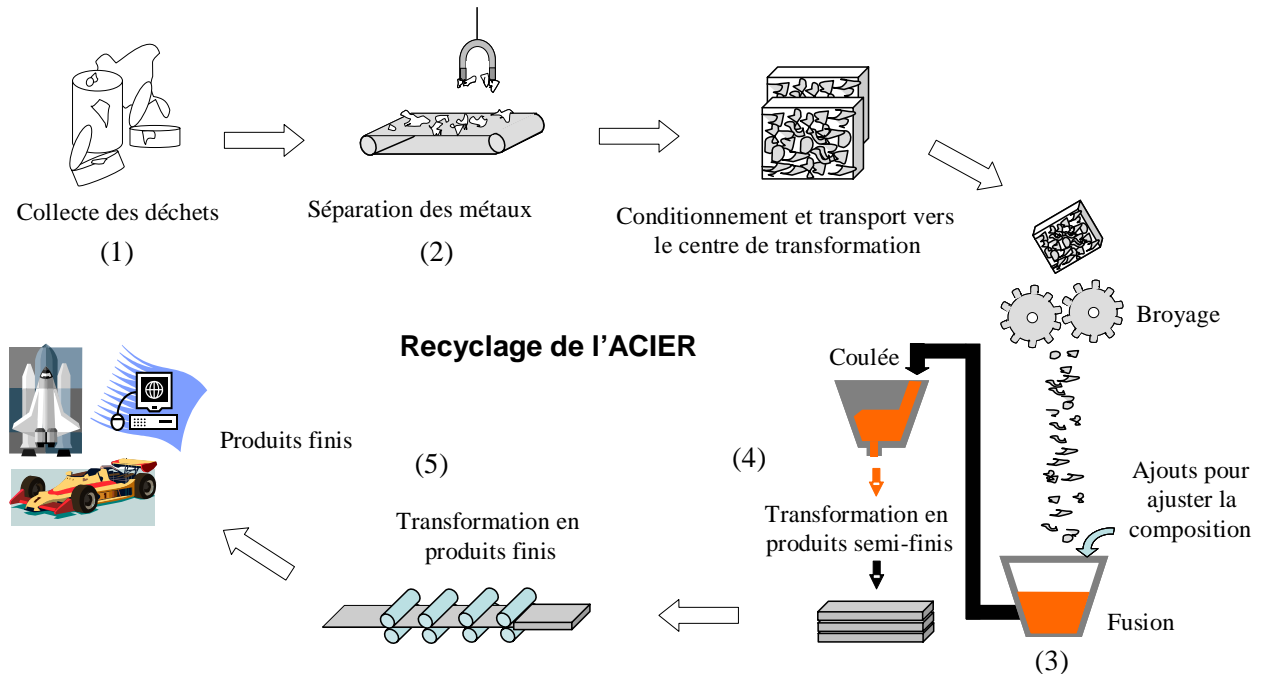 Collecte des déchets
(1)
Séparation des métaux
(2)
Conditionnement et transport vers
le centre de transformation
Broyage
Recyclage de l’ACIER
Coulée
Produits finis
(5)
(4)
Ajouts pour
ajuster la
composition
Transformation en
produits finis
Transformation en
produits semi-finis
Fusion
(3)